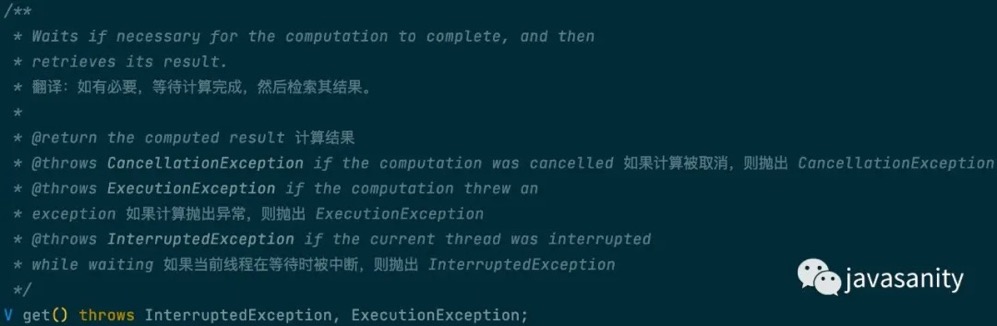 /**
 * Waits if necessary for the computation to complete, and then
 * retrieves its result.
 * 翻译：如有必要，等待计算完成，然后检索其结果。
 *
 * @return the computed result 计算结果
 * @throws CancellationException if the computation was cancelled 如果计算被取消，则抛出 CancellationException
 * @throws ExecutionException if the computation threw an
 * exception 如果计算抛出异常，则抛出 ExecutionException
 * @throws InterruptedException if the current thread was interrupted
 * while waiting 如果当前线程在等待时被中断，则抛出 InterruptedException
 */
V get() throws InterruptedException, ExecutionException;
javasanity